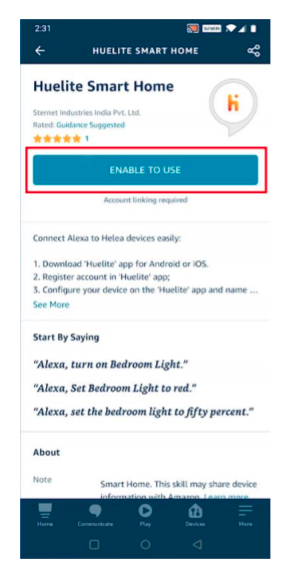 2:31
HUELITE SMART HOME
Huelite Smart Home
hi
Sternet Industries India Pvt. Ltd.
Rated: Guidance Suggested
1
ENABLE TO USE
Account linking required
Connect Alexa to Helea devices easily:
1. Download 'Huelite' app for Android or iOS.
2. Register account in 'Huelite' app;
3. Configure your device on the 'Huelite' app and name ...
See More
Start By Saying
“Alexa, turn on Bedroom Light.”
“Alexa, Set Bedroom Light to red.”
“Alexa, set the bedroom light to fifty percent.”
About
Note
Smart Home. This skill may share device
information with Amazon. Learn more
Home
Communicate
Play
Devices
More